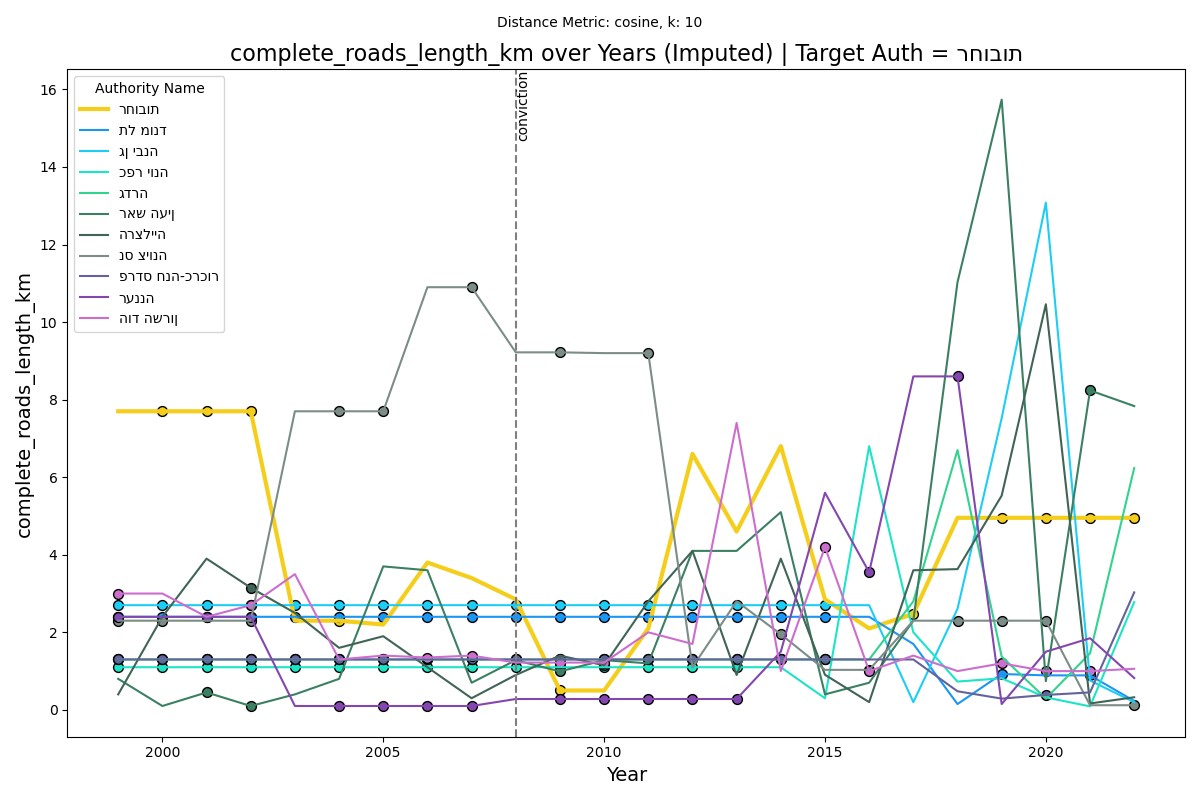 Distance Metric: cosine, k: 10
complete_roads_length_km over Years (Imputed) | Target Auth = רחובות
conviction
Authority Name
רחובות
תל מונד
גן יבנה
כפר יונה
גדרה
ראש העין
הרצלייה
נס ציונה
פרדס חנה-כרכור
רעננה
הוד השרון
complete_roads_length_km
16
14
12
10
8
6
4
2
0
2000
2005
2010
2015
2020
Year